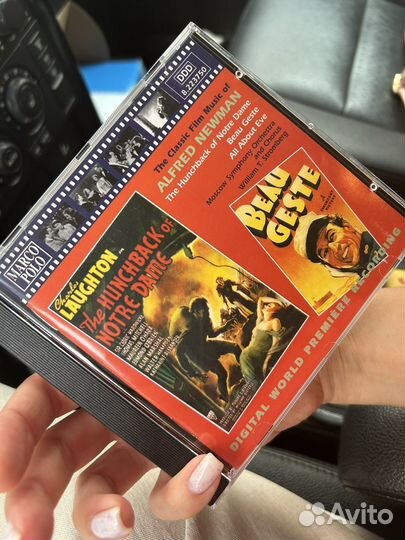 DDD
8.223750
The Classic Film Music of
ALFRED NEWMAN
The Hunchback of Notre Dame
Beau Geste
All About Eve
Moscow Symphony Orchestra
and Chorus
William T. Stromberg
MARCO
POLO
Charles
LAUGHTON
in
The HUNCHBACK of
NOTRE DAME
BEAU
GESTE
DIGITAL WORLD PREMIÈRE RECORDING
Avito